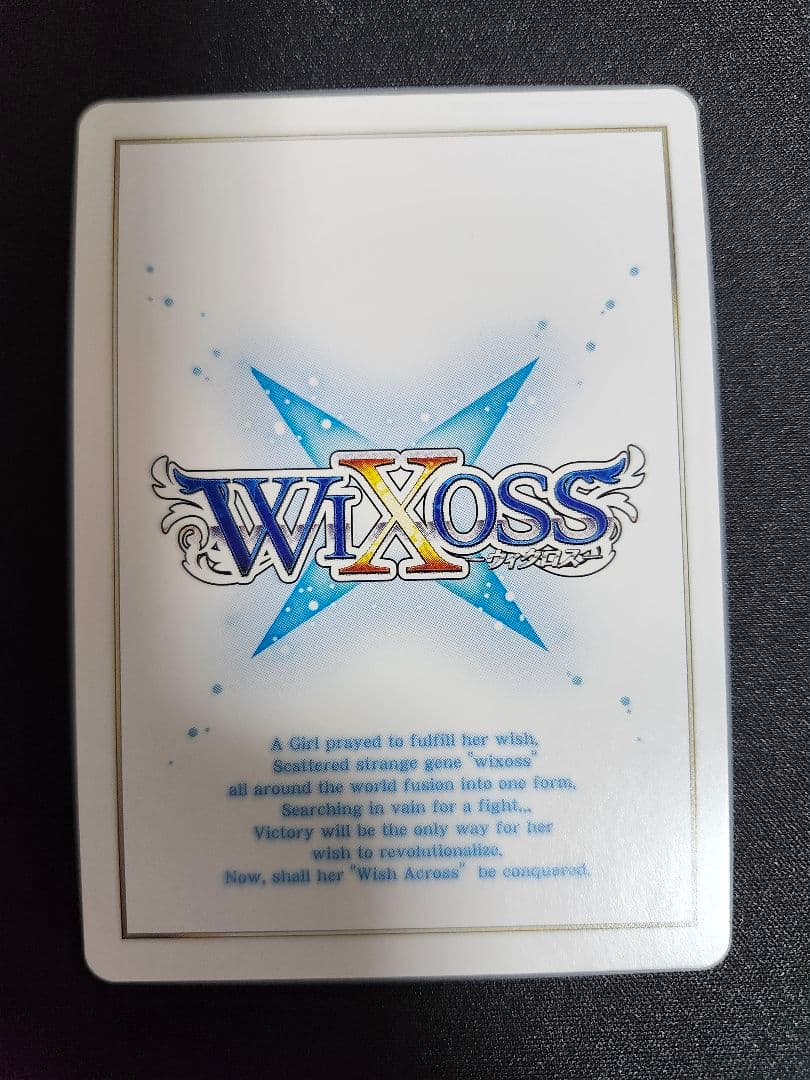 WIXOSS
—ウィクロス—
A Girl prayed to fulfill her wish,
Scattered strange gene "wixoss"
all around the world fusion into one form,
Searching in vain for a fight...
Victory will be the only way for her
wish to revolutionalize.
Now, shall her "Wish Across" be conquered.